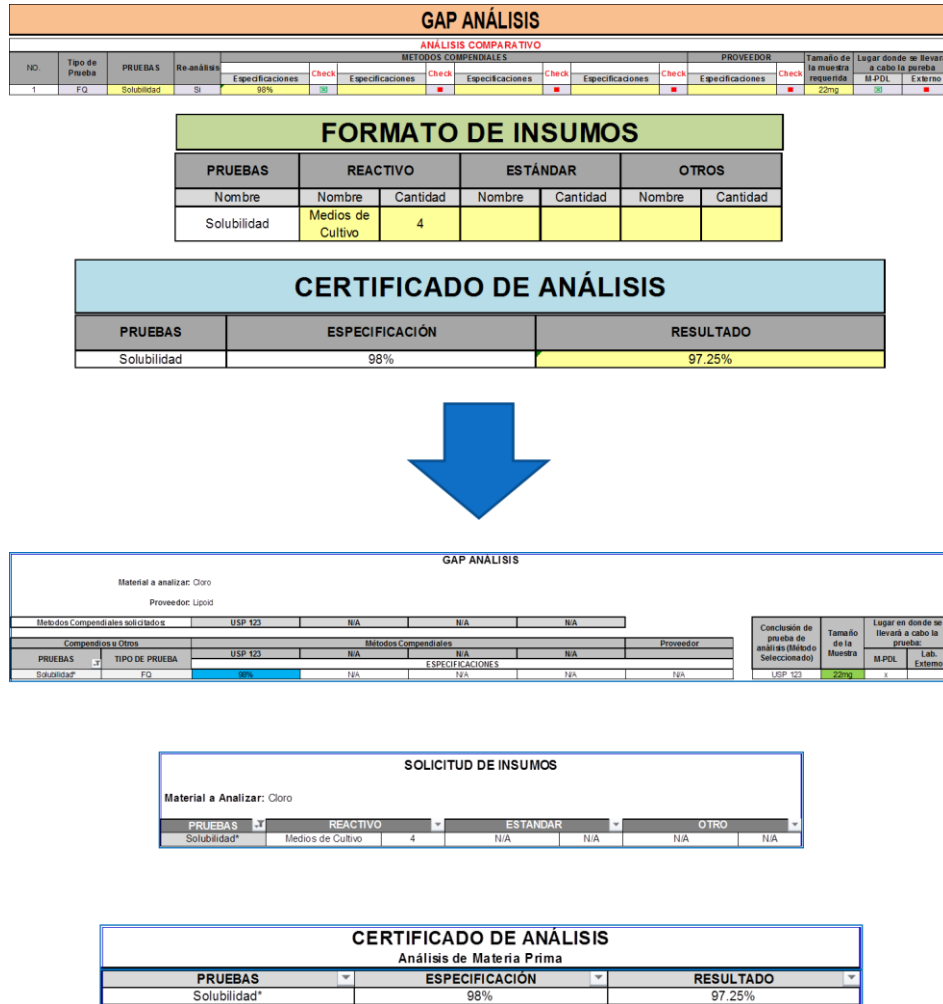 GAP ANÁLISIS
ANÁLISIS COMPARATIVO
NO. Tipo de Prueba PRUEBAS Re-análisis METODOS COMPENDIALES PROVEEDOR Tamaño de la muestra requerida Lugar donde se llevara a cabo la pureba
Especificaciones Check Especificaciones Check Especificaciones Check Especificaciones Check Especificaciones Check M-PDL Externo
1 FQ Solubilidad Si 98% 22mg
FORMATO DE INSUMOS
PRUEBAS REACTIVO ESTÁNDAR OTROS
Nombre Nombre Cantidad Nombre Cantidad Nombre Cantidad
Solubilidad Medios de Cultivo 4
CERTIFICADO DE ANÁLISIS
PRUEBAS ESPECIFICACIÓN RESULTADO
Solubilidad 98% 97.25%
GAP ANÁLISIS
Material a analizar: Cloro
Proveedor: Lipoid
Metodos Compendiales solicitados: USP 123 N/A N/A N/A
Compendios u Otros Métodos Compendiales Proveedor Conclusión de prueba de análisis (Método Seleccionado) Tamaño de la Muestra Lugar en donde se llevará a cabo la prueba:
PRUEBAS TIPO DE PRUEBA USP 123 N/A N/A N/A M-PDL Lab. Externo
ESPECIFICACIONES
Solubilidad* FQ 98% N/A N/A N/A N/A USP 123 22mg x
SOLICITUD DE INSUMOS
Material a Analizar: Cloro
PRUEBAS REACTIVO ESTANDAR OTRO
Solubilidad* Medios de Cultivo 4 N/A N/A N/A N/A
CERTIFICADO DE ANÁLISIS
Análisis de Materia Prima
PRUEBAS ESPECIFICACIÓN RESULTADO
Solubilidad* 98% 97.25%